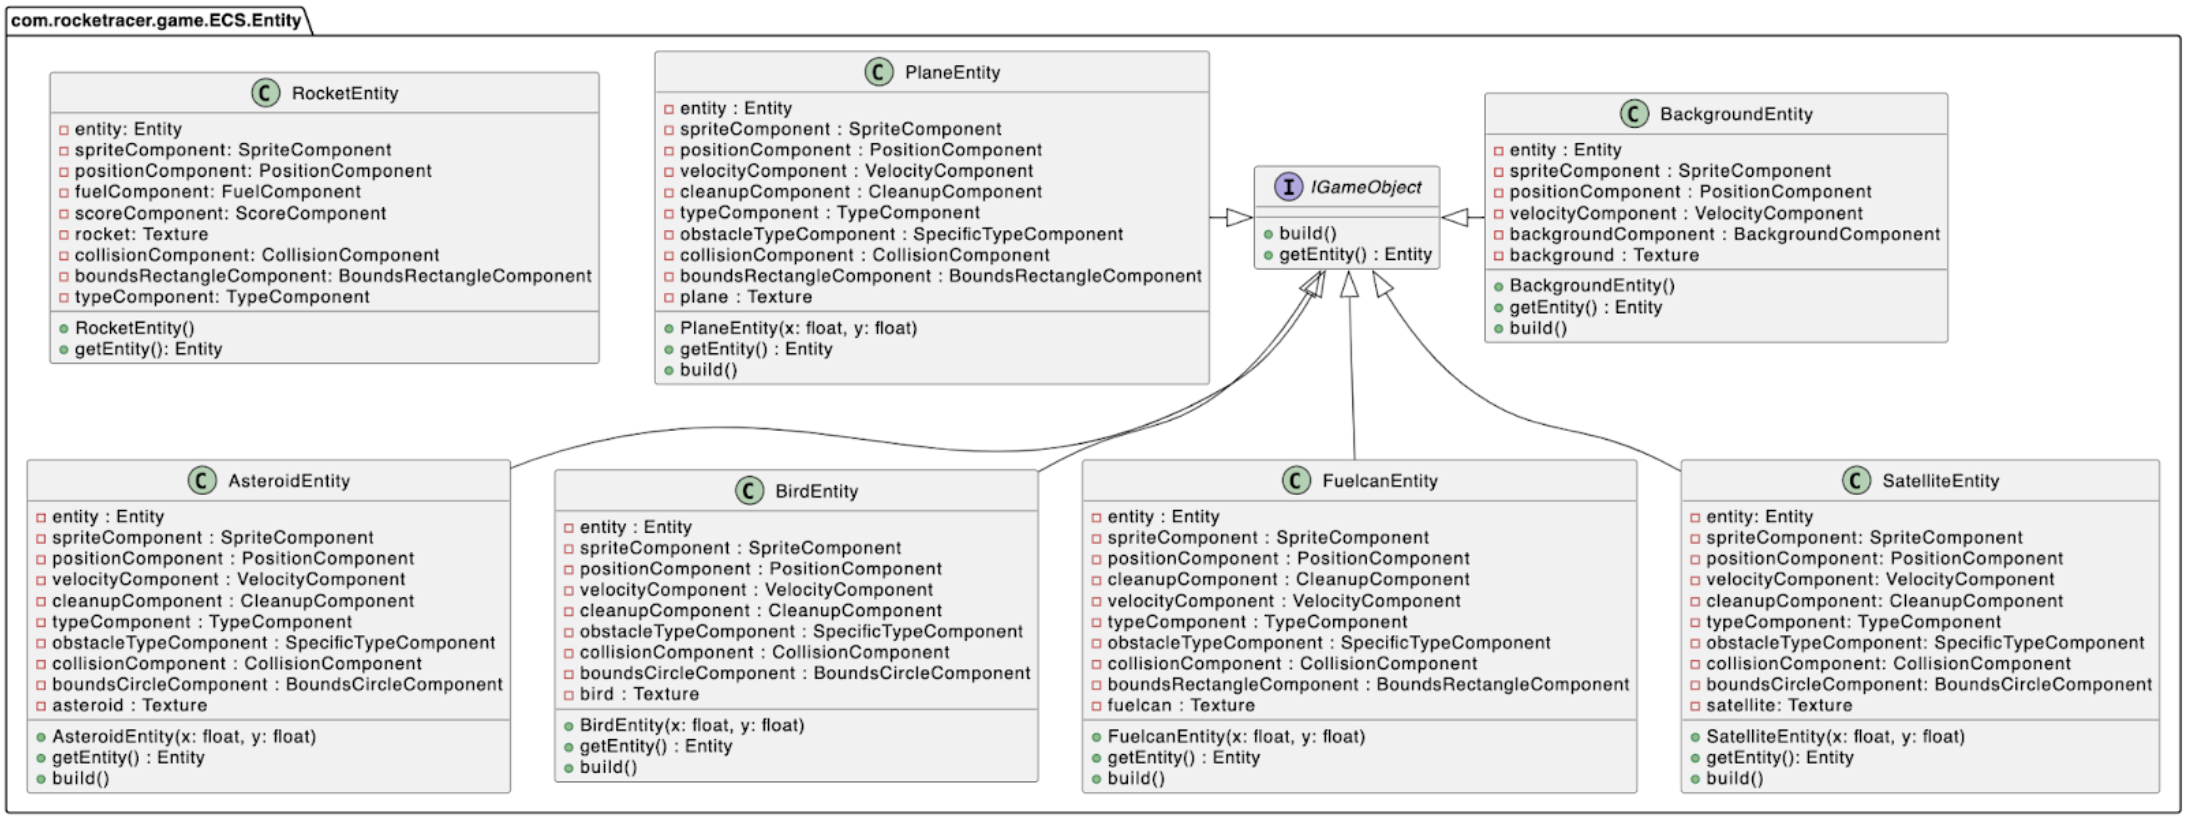 com.rocketracer.game.ECS.Entity
C RocketEntity
entity: Entity
spriteComponent: SpriteComponent
positionComponent: PositionComponent
fuelComponent: FuelComponent
scoreComponent: ScoreComponent
rocket: Texture
collisionComponent: CollisionComponent
boundsRectangleComponent: BoundsRectangleComponent
typeComponent: TypeComponent
RocketEntity()
getEntity(): Entity
C PlaneEntity
entity : Entity
spriteComponent : SpriteComponent
positionComponent : PositionComponent
velocityComponent : VelocityComponent
cleanupComponent : CleanupComponent
typeComponent : TypeComponent
obstacleTypeComponent : SpecificTypeComponent
collisionComponent : CollisionComponent
boundsRectangleComponent : BoundsRectangleComponent
plane : Texture
PlaneEntity(x: float, y: float)
getEntity() : Entity
build()
I IGameObject
build()
getEntity() : Entity
C BackgroundEntity
entity : Entity
spriteComponent : SpriteComponent
positionComponent : PositionComponent
velocityComponent : VelocityComponent
backgroundComponent : BackgroundComponent
background : Texture
BackgroundEntity()
getEntity() : Entity
build()
C AsteroidEntity
entity : Entity
spriteComponent : SpriteComponent
positionComponent : PositionComponent
velocityComponent : VelocityComponent
cleanupComponent : CleanupComponent
typeComponent : TypeComponent
obstacleTypeComponent : SpecificTypeComponent
collisionComponent : CollisionComponent
boundsCircleComponent : BoundsCircleComponent
asteroid : Texture
AsteroidEntity(x: float, y: float)
getEntity() : Entity
build()
C BirdEntity
entity : Entity
spriteComponent : SpriteComponent
positionComponent : PositionComponent
velocityComponent : VelocityComponent
cleanupComponent : CleanupComponent
obstacleTypeComponent : SpecificTypeComponent
collisionComponent : CollisionComponent
boundsCircleComponent : BoundsCircleComponent
bird : Texture
BirdEntity(x: float, y: float)
getEntity() : Entity
build()
C FuelcanEntity
entity : Entity
spriteComponent : SpriteComponent
positionComponent : PositionComponent
cleanupComponent : CleanupComponent
velocityComponent : VelocityComponent
typeComponent : TypeComponent
obstacleTypeComponent : SpecificTypeComponent
collisionComponent : CollisionComponent
boundsRectangleComponent : BoundsRectangleComponent
fuelcan : Texture
FuelcanEntity(x: float, y: float)
getEntity() : Entity
build()
C SatelliteEntity
entity: Entity
spriteComponent: SpriteComponent
positionComponent: PositionComponent
velocityComponent: VelocityComponent
cleanupComponent: CleanupComponent
typeComponent: TypeComponent
obstacleTypeComponent: SpecificTypeComponent
collisionComponent: CollisionComponent
boundsCircleComponent: BoundsCircleComponent
satellite: Texture
SatelliteEntity(x: float, y: float)
getEntity(): Entity
build()